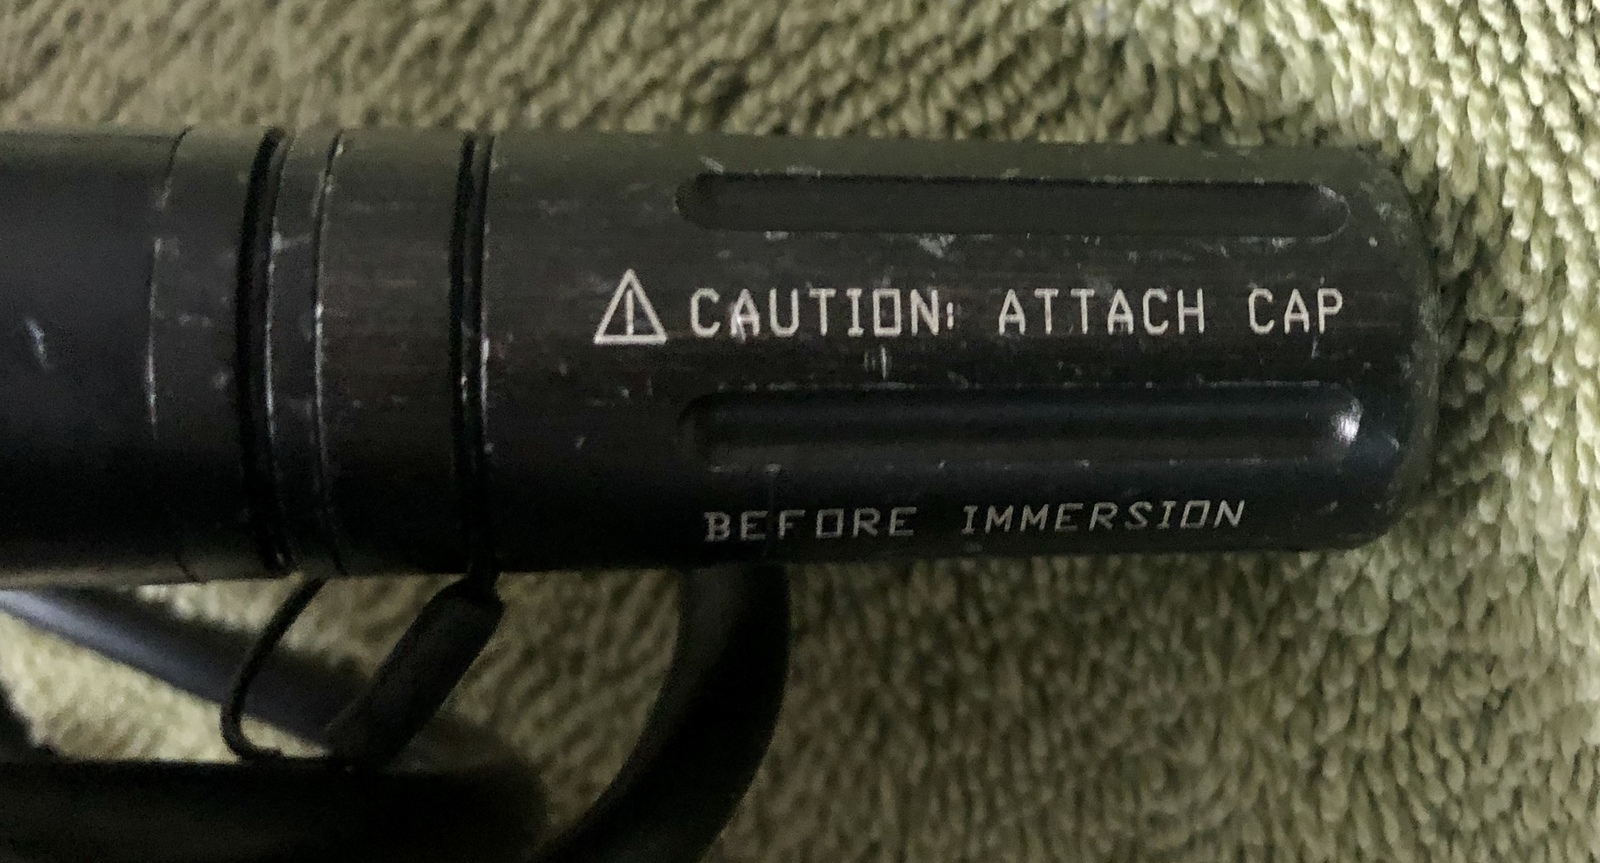 ⚠ CAUTION: ATTACH CAP
BEFORE IMMERSION